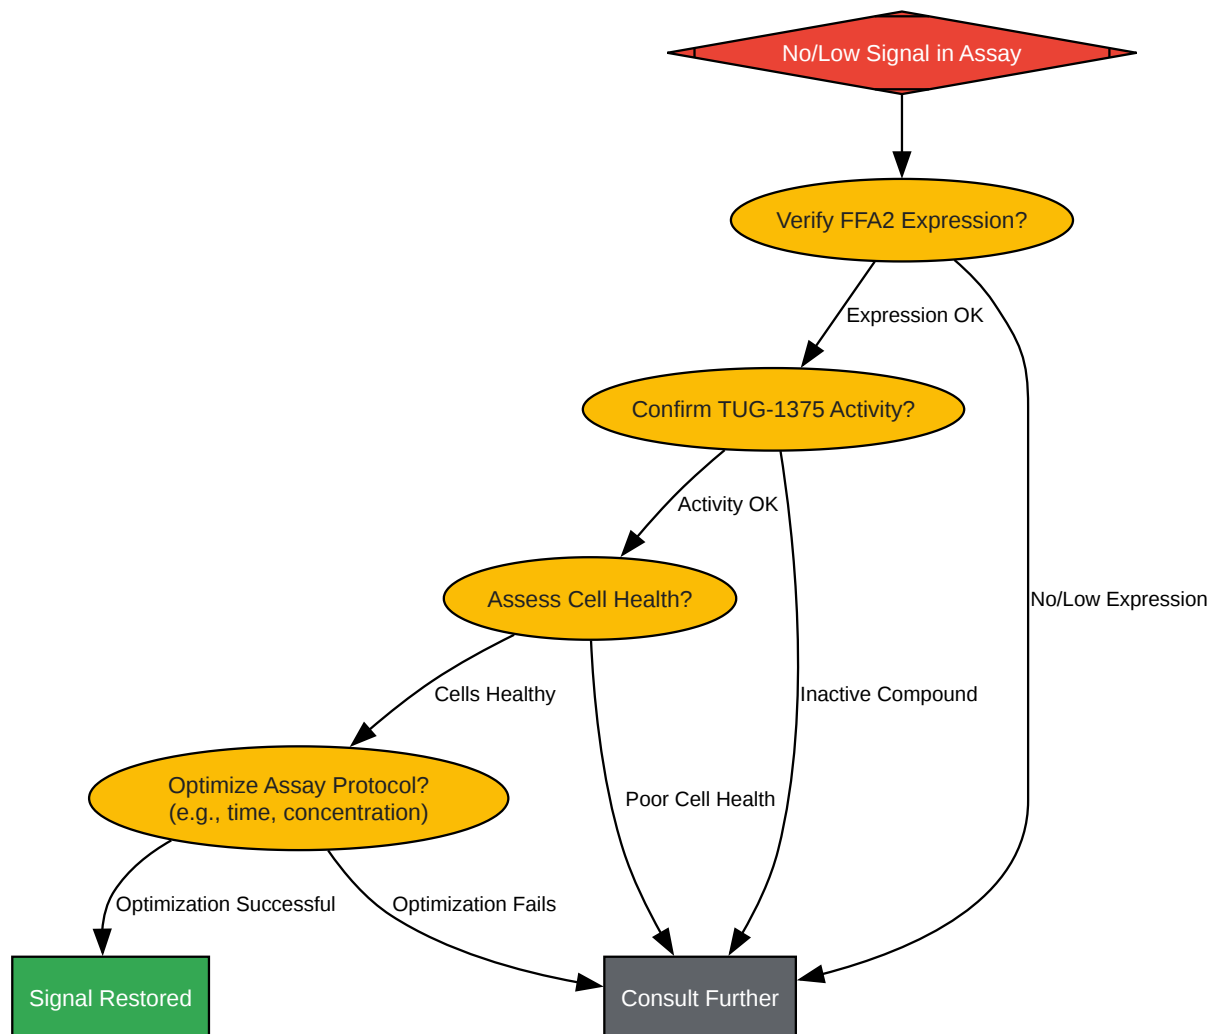 No/Low Signal in Assay
Verify FFA2 Expression?
Expression OK
Confirm TUG-1375 Activity?
Activity OK
Assess Cell Health?
No/Low Expression
Cells Healthy
Inactive Compound
Optimize Assay Protocol?
(e.g., time, concentration)
Poor Cell Health
Optimization Successful
Optimization Fails
Signal Restored
Consult Further